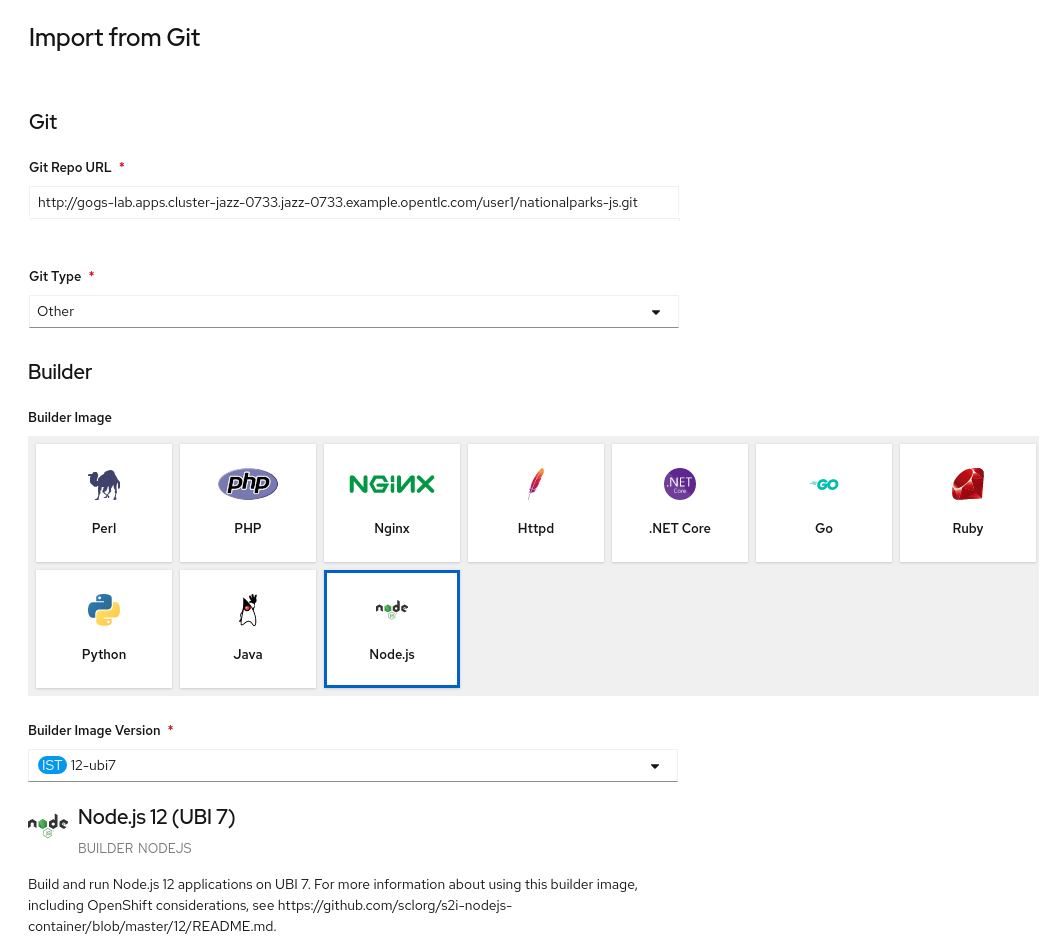 Import from Git
Git
Git Repo URL *
http://gogs-lab.apps.cluster-jazz-0733.jazz-0733.example.opentlc.com/user1/nationalparks-js.git
Git Type *
Other
Builder
Builder Image
php NGINX .NET Core GO
Perl PHP Nginx Httpd .NET Core Go Ruby
node JS
Python Java Node.js
Builder Image Version *
IST 12-ubi7
node JS Node.js 12 (UBI 7)
BUILDER NODEJS
Build and run Node.js 12 applications on UBI 7. For more information about using this builder image,
including OpenShift considerations, see https://github.com/sclorg/s2i-nodejs-
container/blob/master/12/README.md.